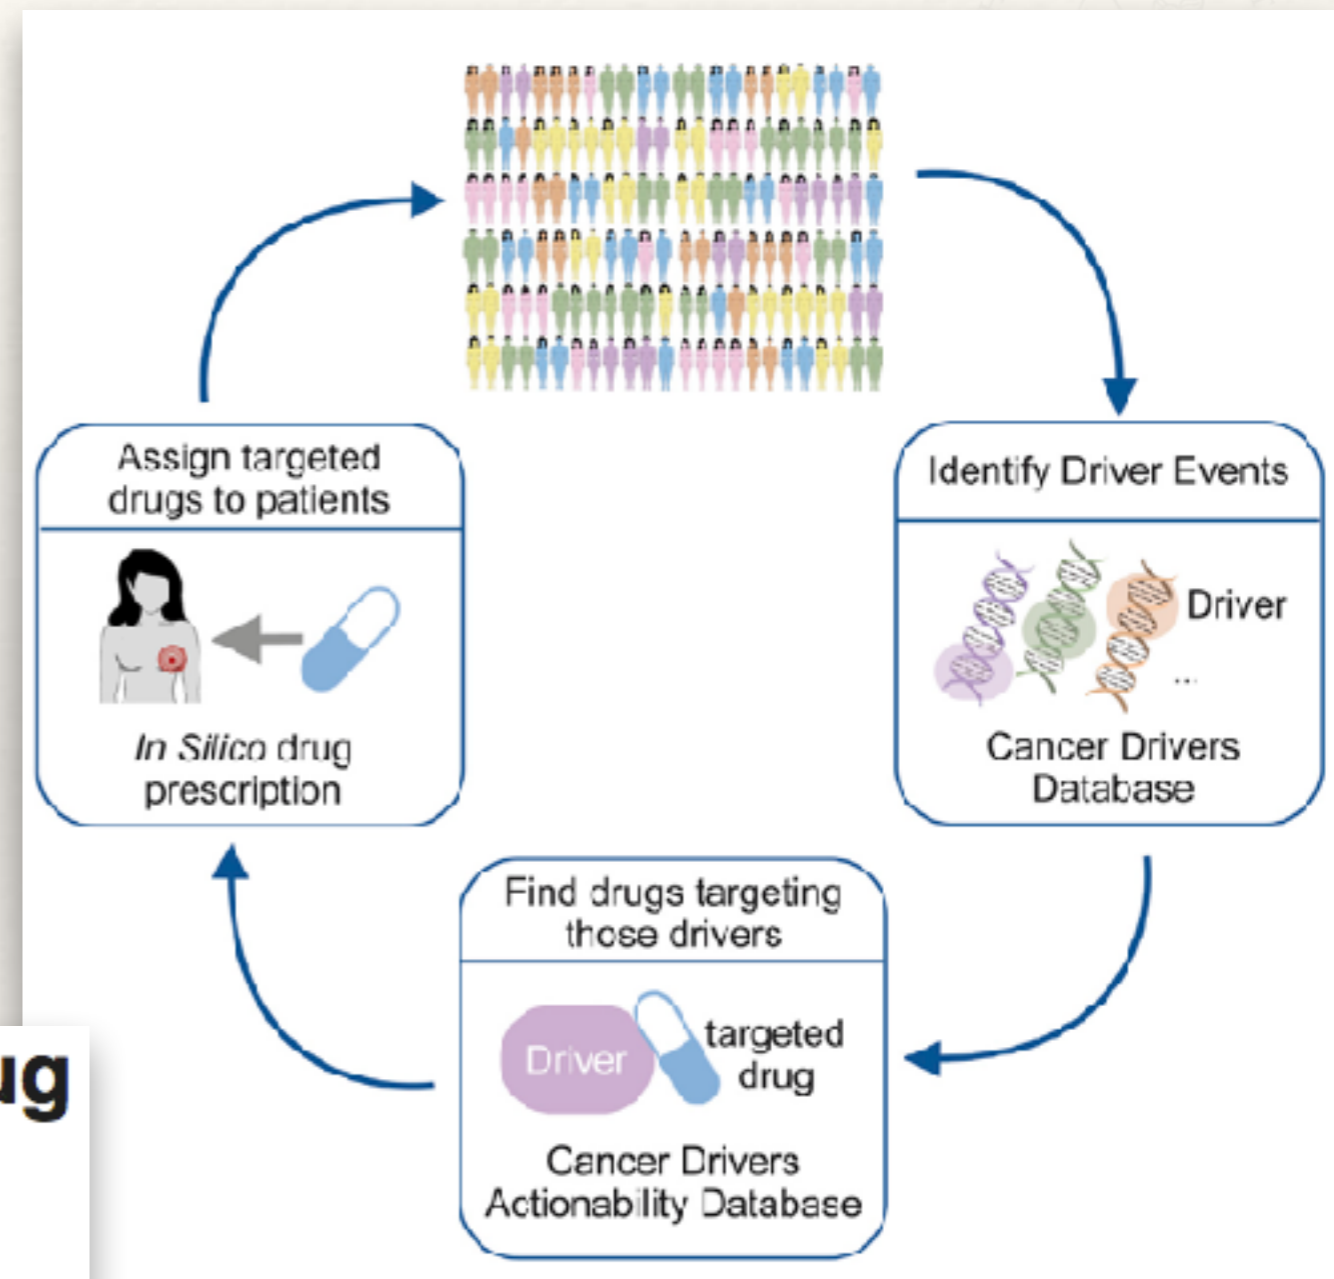 Assign targeted
drugs to patients
In Silico drug
prescription
Identify Driver Events
Driver
...
Cancer Drivers
Database
Find drugs targeting
those drivers
Driver
targeted
drug
Cancer Drivers
Actionability Database